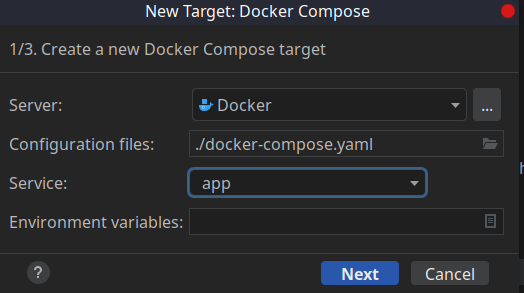 New Target: Docker Compose
1/3. Create a new Docker Compose target
Server: Docker ...
Configuration files: ./docker-compose.yaml
Service: app
Environment variables:
? Next Cancel